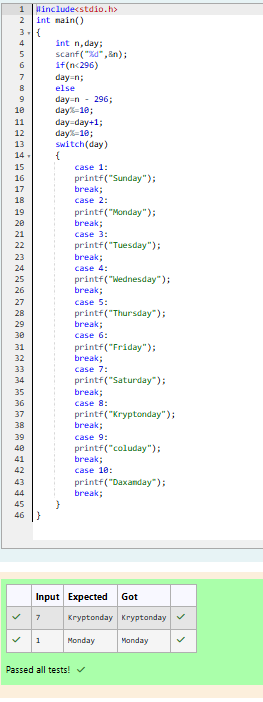 1 #include<stdio.h>
2 int main()
3 {
4 int n,day;
5 scanf("%d",&n);
6 if(n<296)
7 day=n;
8 else
9 day=n - 296;
10 day%=10;
11 day=day+1;
12 day%=10;
13 switch(day)
14 {
15 case 1:
16 printf("Sunday");
17 break;
18 case 2:
19 printf("Monday");
20 break;
21 case 3:
22 printf("Tuesday");
23 break;
24 case 4:
25 printf("Wednesday");
26 break;
27 case 5:
28 printf("Thursday");
29 break;
30 case 6:
31 printf("Friday");
32 break;
33 case 7:
34 printf("Saturday");
35 break;
36 case 8:
37 printf("Kryptonday");
38 break;
39 case 9:
40 printf("coluday");
41 break;
42 case 10:
43 printf("Daxamday");
44 break;
45 }
46 }
Input Expected Got
7 Kryptonday Kryptonday
1 Monday Monday
Passed all tests!